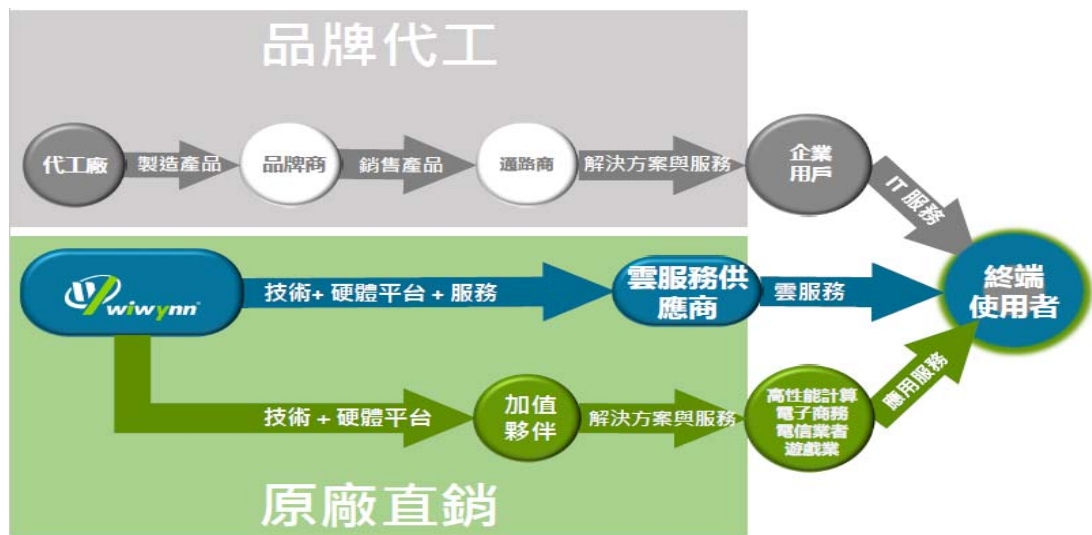 品牌代工
代工廠
製造產品
品牌商
銷售產品
通路商
解決方案與服務
企業
用戶
IT 服務
wiwynn®
技術+ 硬體平台 + 服務
雲服務供
應商
雲服務
終端
使用者
技術 + 硬體平台
加值
夥伴
解決方案與服務
高性能計算
電子商務
電信業者
遊戲業
應用服務
原廠直銷